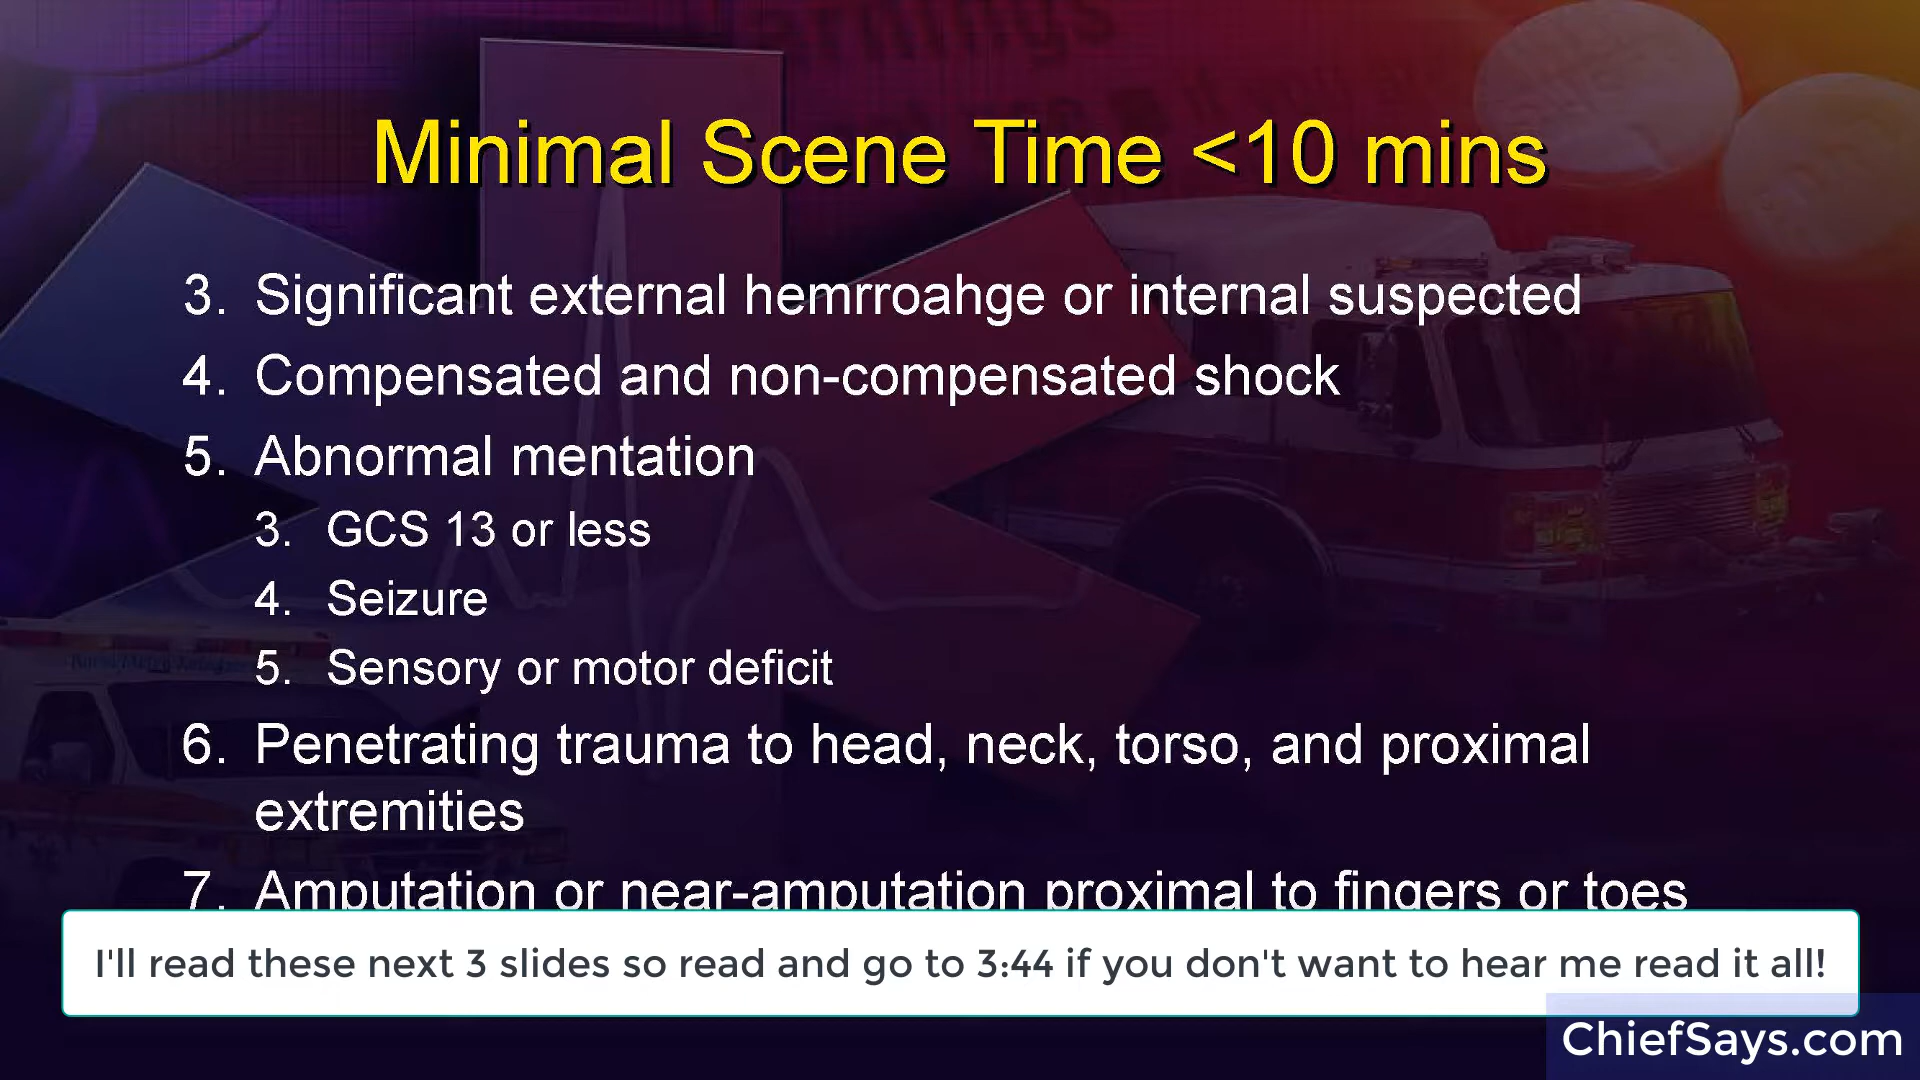 Minimal Scene Time <10 mins
3. Significant external hemrroahge or internal suspected
4. Compensated and non-compensated shock
5. Abnormal mentation
3. GCS 13 or less
4. Seizure
5. Sensory or motor deficit
6. Penetrating trauma to head, neck, torso, and proximal
extremities
7. Amputation or near-amputation proximal to fingers or toes
I'll read these next 3 slides so read and go to 3:44 if you don't want to hear me read it all!
ChiefSays.com